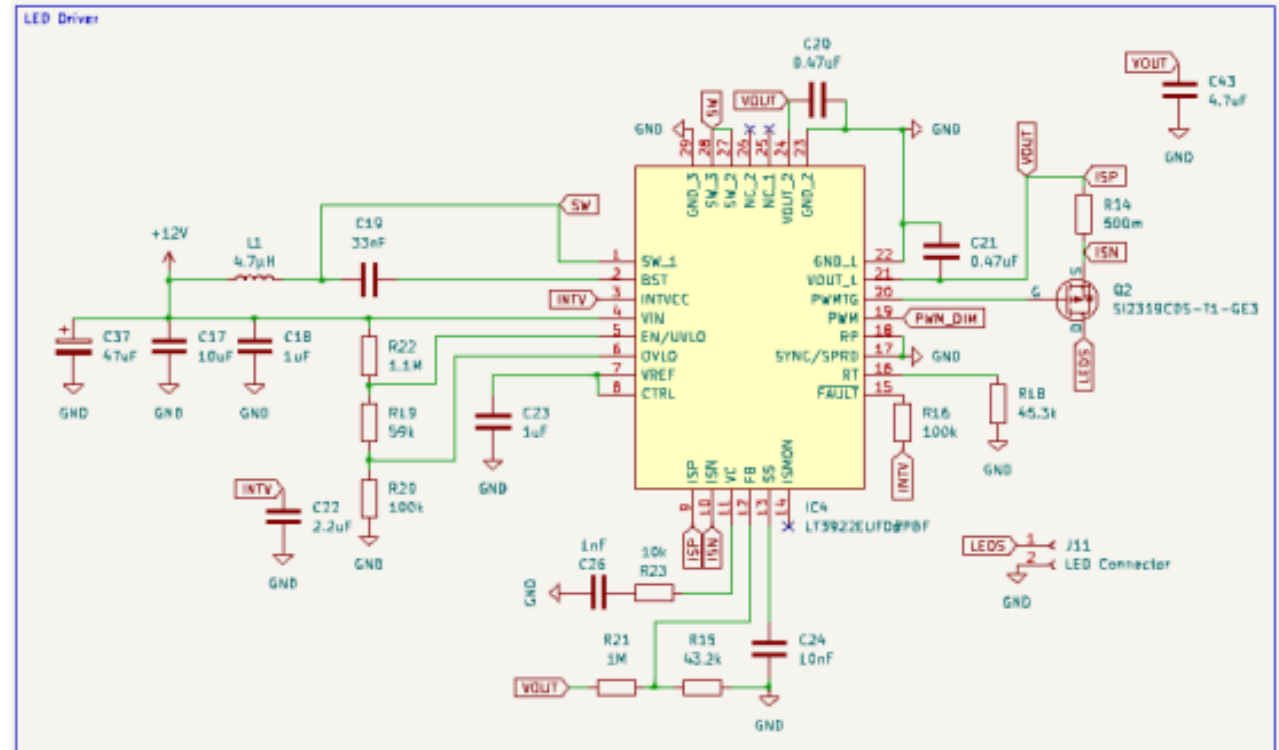 LED Driver
C20
0.47uF
VOUT
C43
4.7uF
GND
SW
VOUT
GND
GND
VOUT
29
28
27
26
25
24
23
GND_3
SW_3
SW_2
NC_2
NC_1
VOUT_2
GND_2
ISP
R14
500m
ISN
+12V
L1
4.7µH
C19
33nF
SW
1
SW_1
2
BST
INTV
3
INTVCC
4
VIN
5
EN/UVLO
6
OVLO
7
VREF
8
CTRL
22
GND_1
21
VOUT_1
20
PWMTG
19
PWM
PWM_DIM
18
RP
17
SYNC/SPRD
GND
16
RT
15
FAULT
C21
0.47uF
G
S
D
Q2
SI2319CDS-T1-GE3
LEDS
+
C37
47uF
GND
C17
10uF
GND
C18
1uF
GND
R22
1.1M
R19
59k
R20
100k
GND
C23
1uF
GND
R16
100k
INTV
R18
45.3k
GND
INTV
C22
2.2uF
GND
ISP
ISN
VC
FB
SS
ISMON
9
10
11
12
13
14
IC4
LT3922EUFD#PBF
ISP
ISN
1nF
C26
10k
R23
GND
LEDS
1
2
J11
LED Connector
GND
R21
1M
R15
43.2k
C24
10nF
VOUT
GND